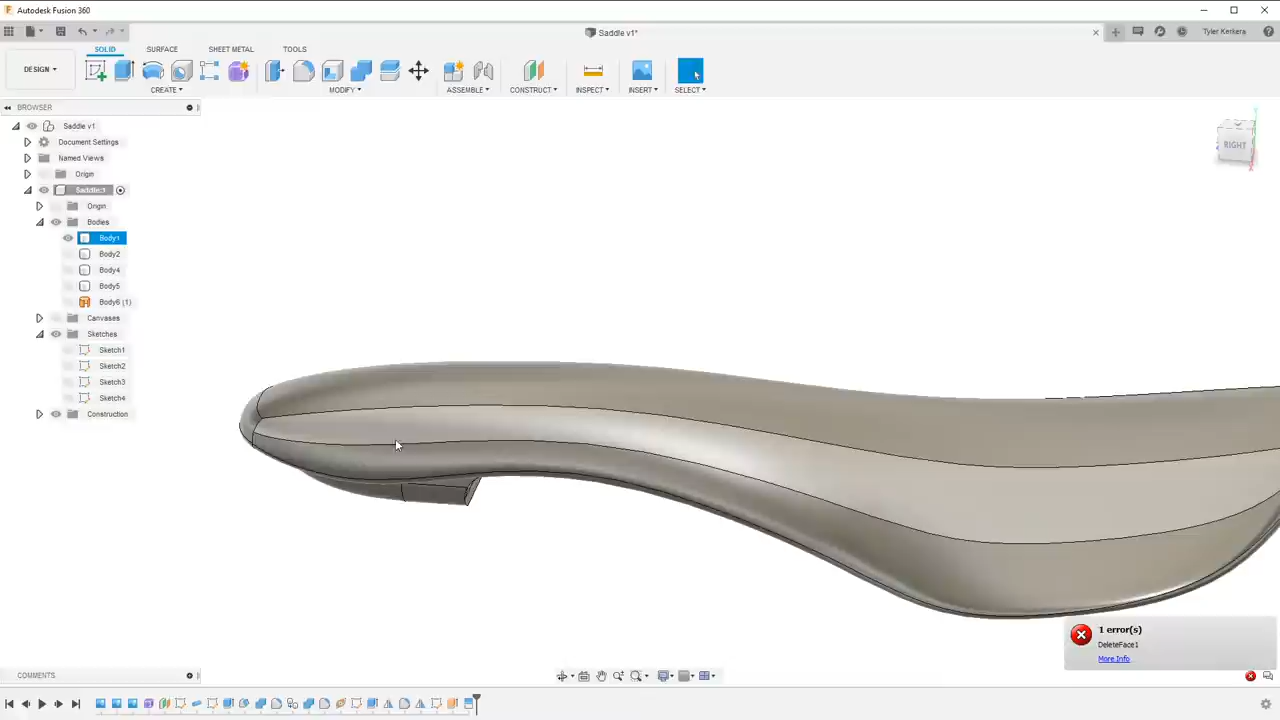 Autodesk Fusion 360
Saddle v1*
Tyler Kerkera
DESIGN
SOLID SURFACE SHEET METAL TOOLS
CREATE MODIFY ASSEMBLE CONSTRUCT INSPECT INSERT SELECT
BROWSER
Saddle v1
Document Settings
Named Views
Origin
Saddle:1
Origin
Bodies
Body1
Body2
Body4
Body5
Body6 (1)
Canvases
Sketches
Sketch1
Sketch2
Sketch3
Sketch4
Construction
RIGHT
1 error(s)
DeleteFace1
More Info
COMMENTS